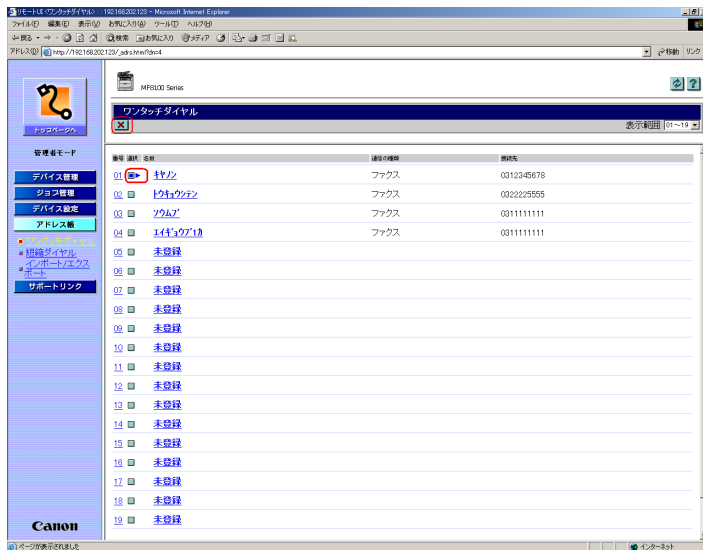 リモートUI <ワンタッチダイヤル> : 192168202123 - Microsoft Internet Explorer
ファイル(F) 編集(E) 表示(V) お気に入り(A) ツール(T) ヘルプ(H)
戻る 検索 お気に入り メディア
アドレス(D) http://192.168.202.123/_adrs.html?dn=4 移動 リンク
MF8100 Series
ワンタッチダイヤル
表示範囲 01～19
トップページへ
管理者モード
デバイス管理
ジョブ管理
デバイス設定
アドレス帳
ワンタッチダイヤル
短縮ダイヤル
インポート/エクスポート
サポートリンク
番号 選択 名称 通信の種類 接続先
01 キヤノン ファクス 0312345678
02 トウキョウシテン ファクス 0322225555
03 ソウムブ ファクス 0311111111
04 エイギョウブ1カ ファクス 0311111111
05 未登録
06 未登録
07 未登録
08 未登録
09 未登録
10 未登録
11 未登録
12 未登録
13 未登録
14 未登録
15 未登録
16 未登録
17 未登録
18 未登録
19 未登録
Canon
ページが表示されました インターネット